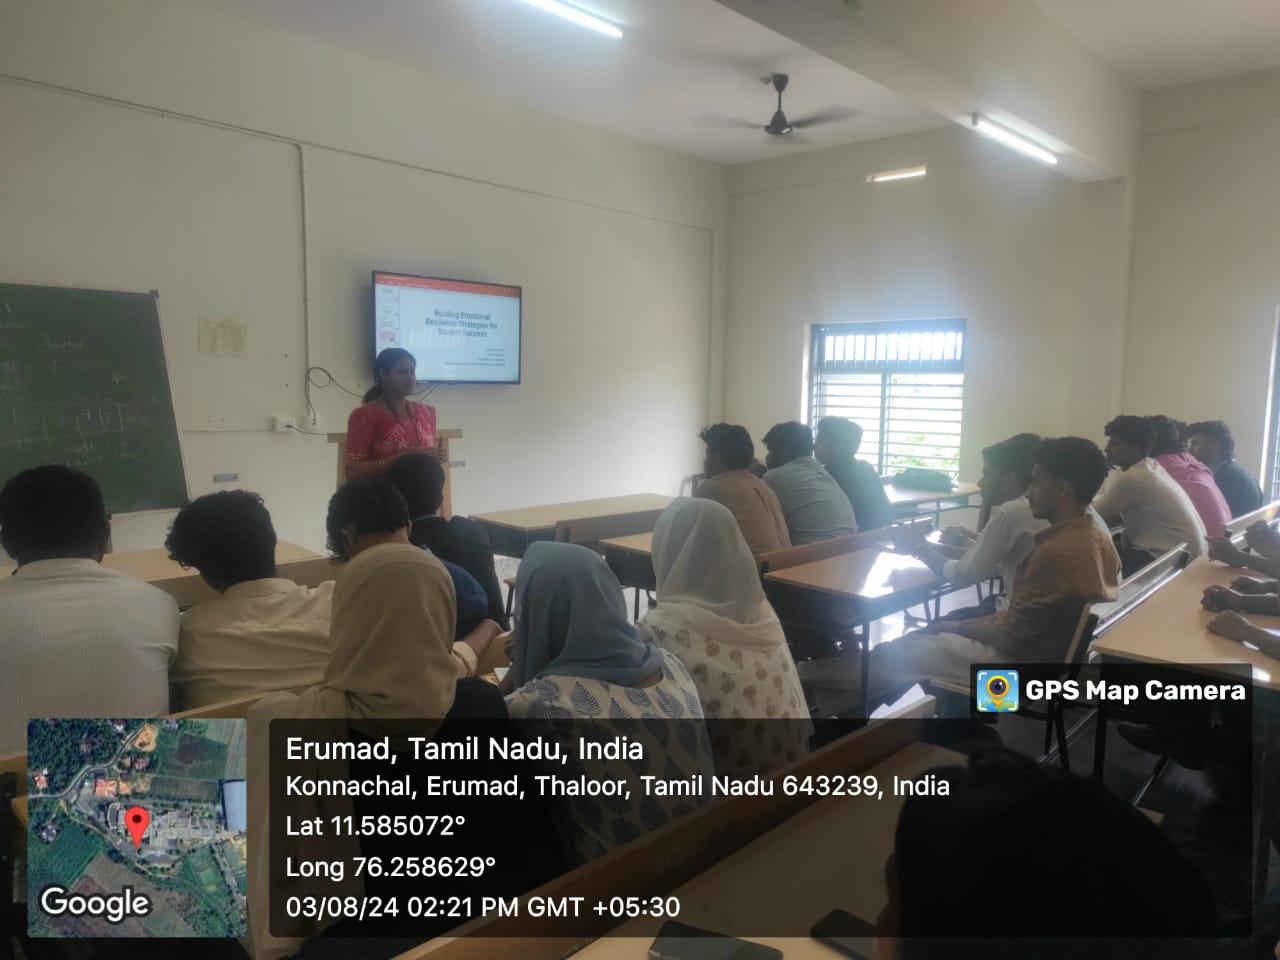 Building Emotional
Resilience Strategies for
Student Success
GPS Map Camera
Erumad, Tamil Nadu, India
Konnachal, Erumad, Thaloor, Tamil Nadu 643239, India
Lat 11.585072°
Long 76.258629°
03/08/24 02:21 PM GMT +05:30
Google